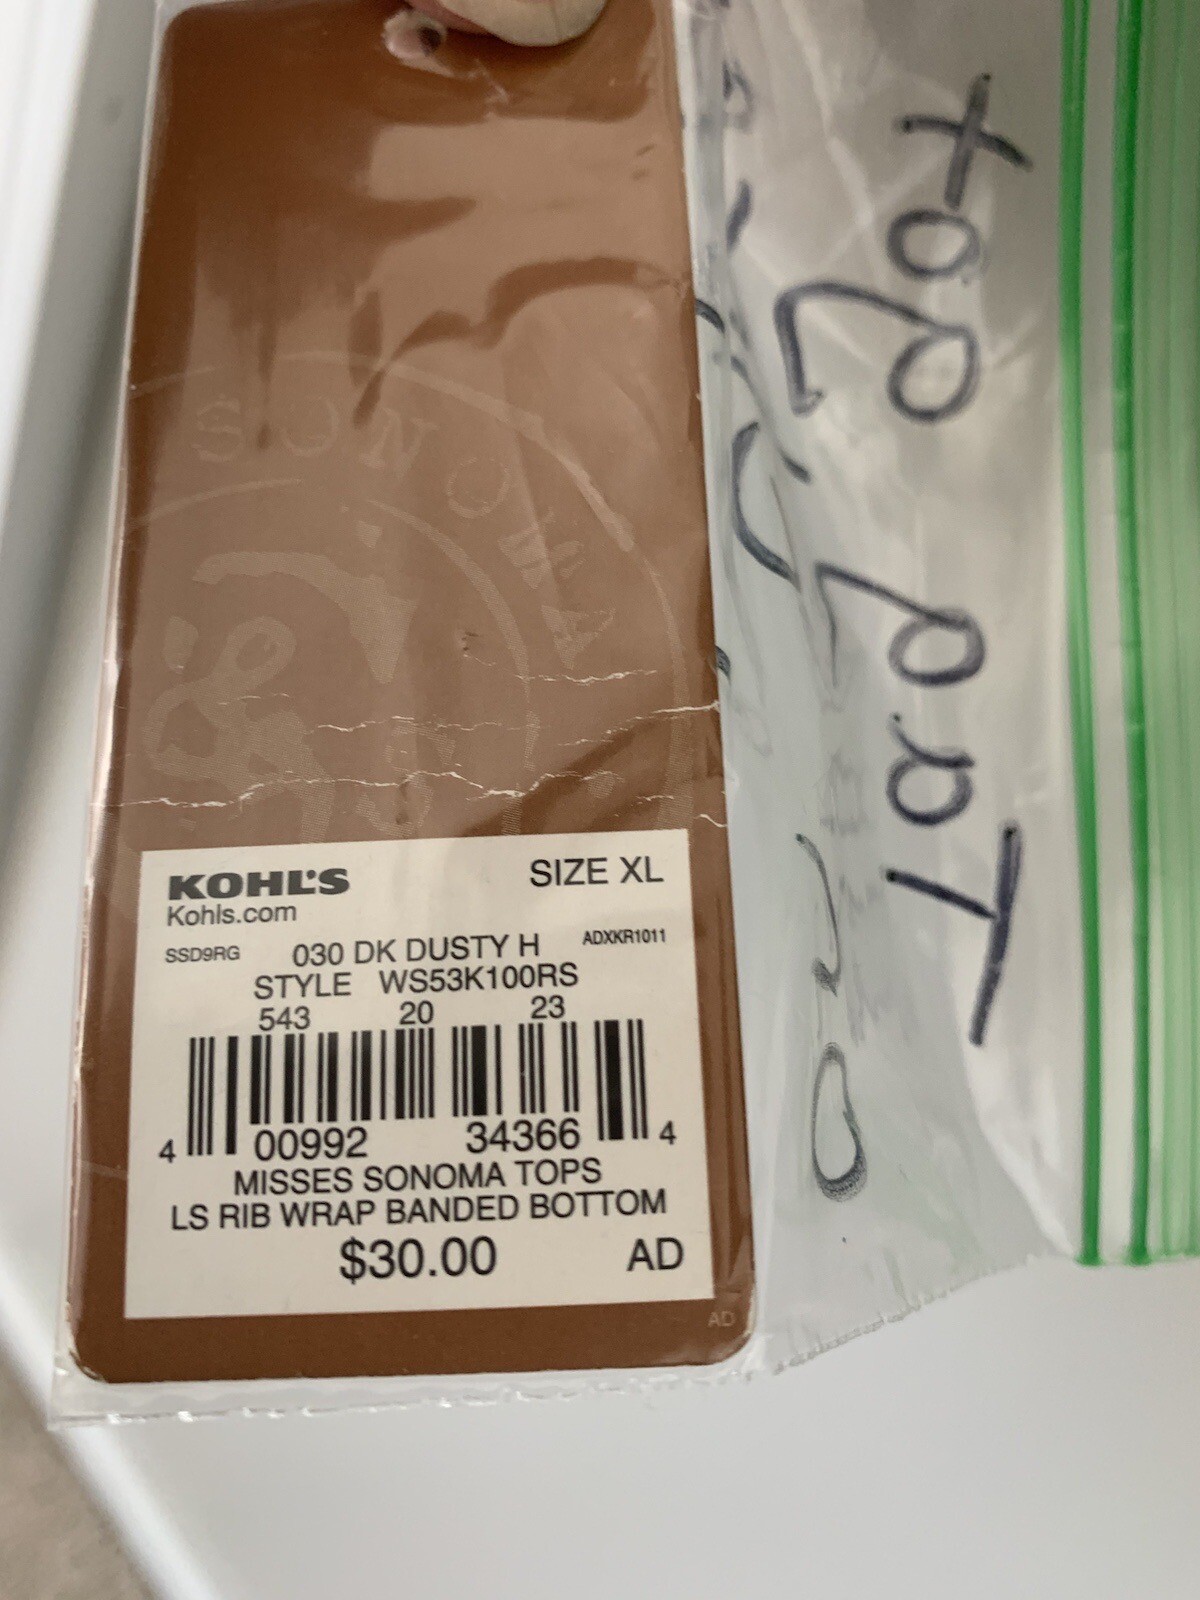 SONOMA
KOHL'S SIZE XL
Kohls.com
SSD9RG 030 DK DUSTY H ADXKR1011
STYLE WS53K100RS
543 20 23
4 00992 34366 4
MISSES SONOMA TOPS
LS RIB WRAP BANDED BOTTOM
$30.00 AD
AD